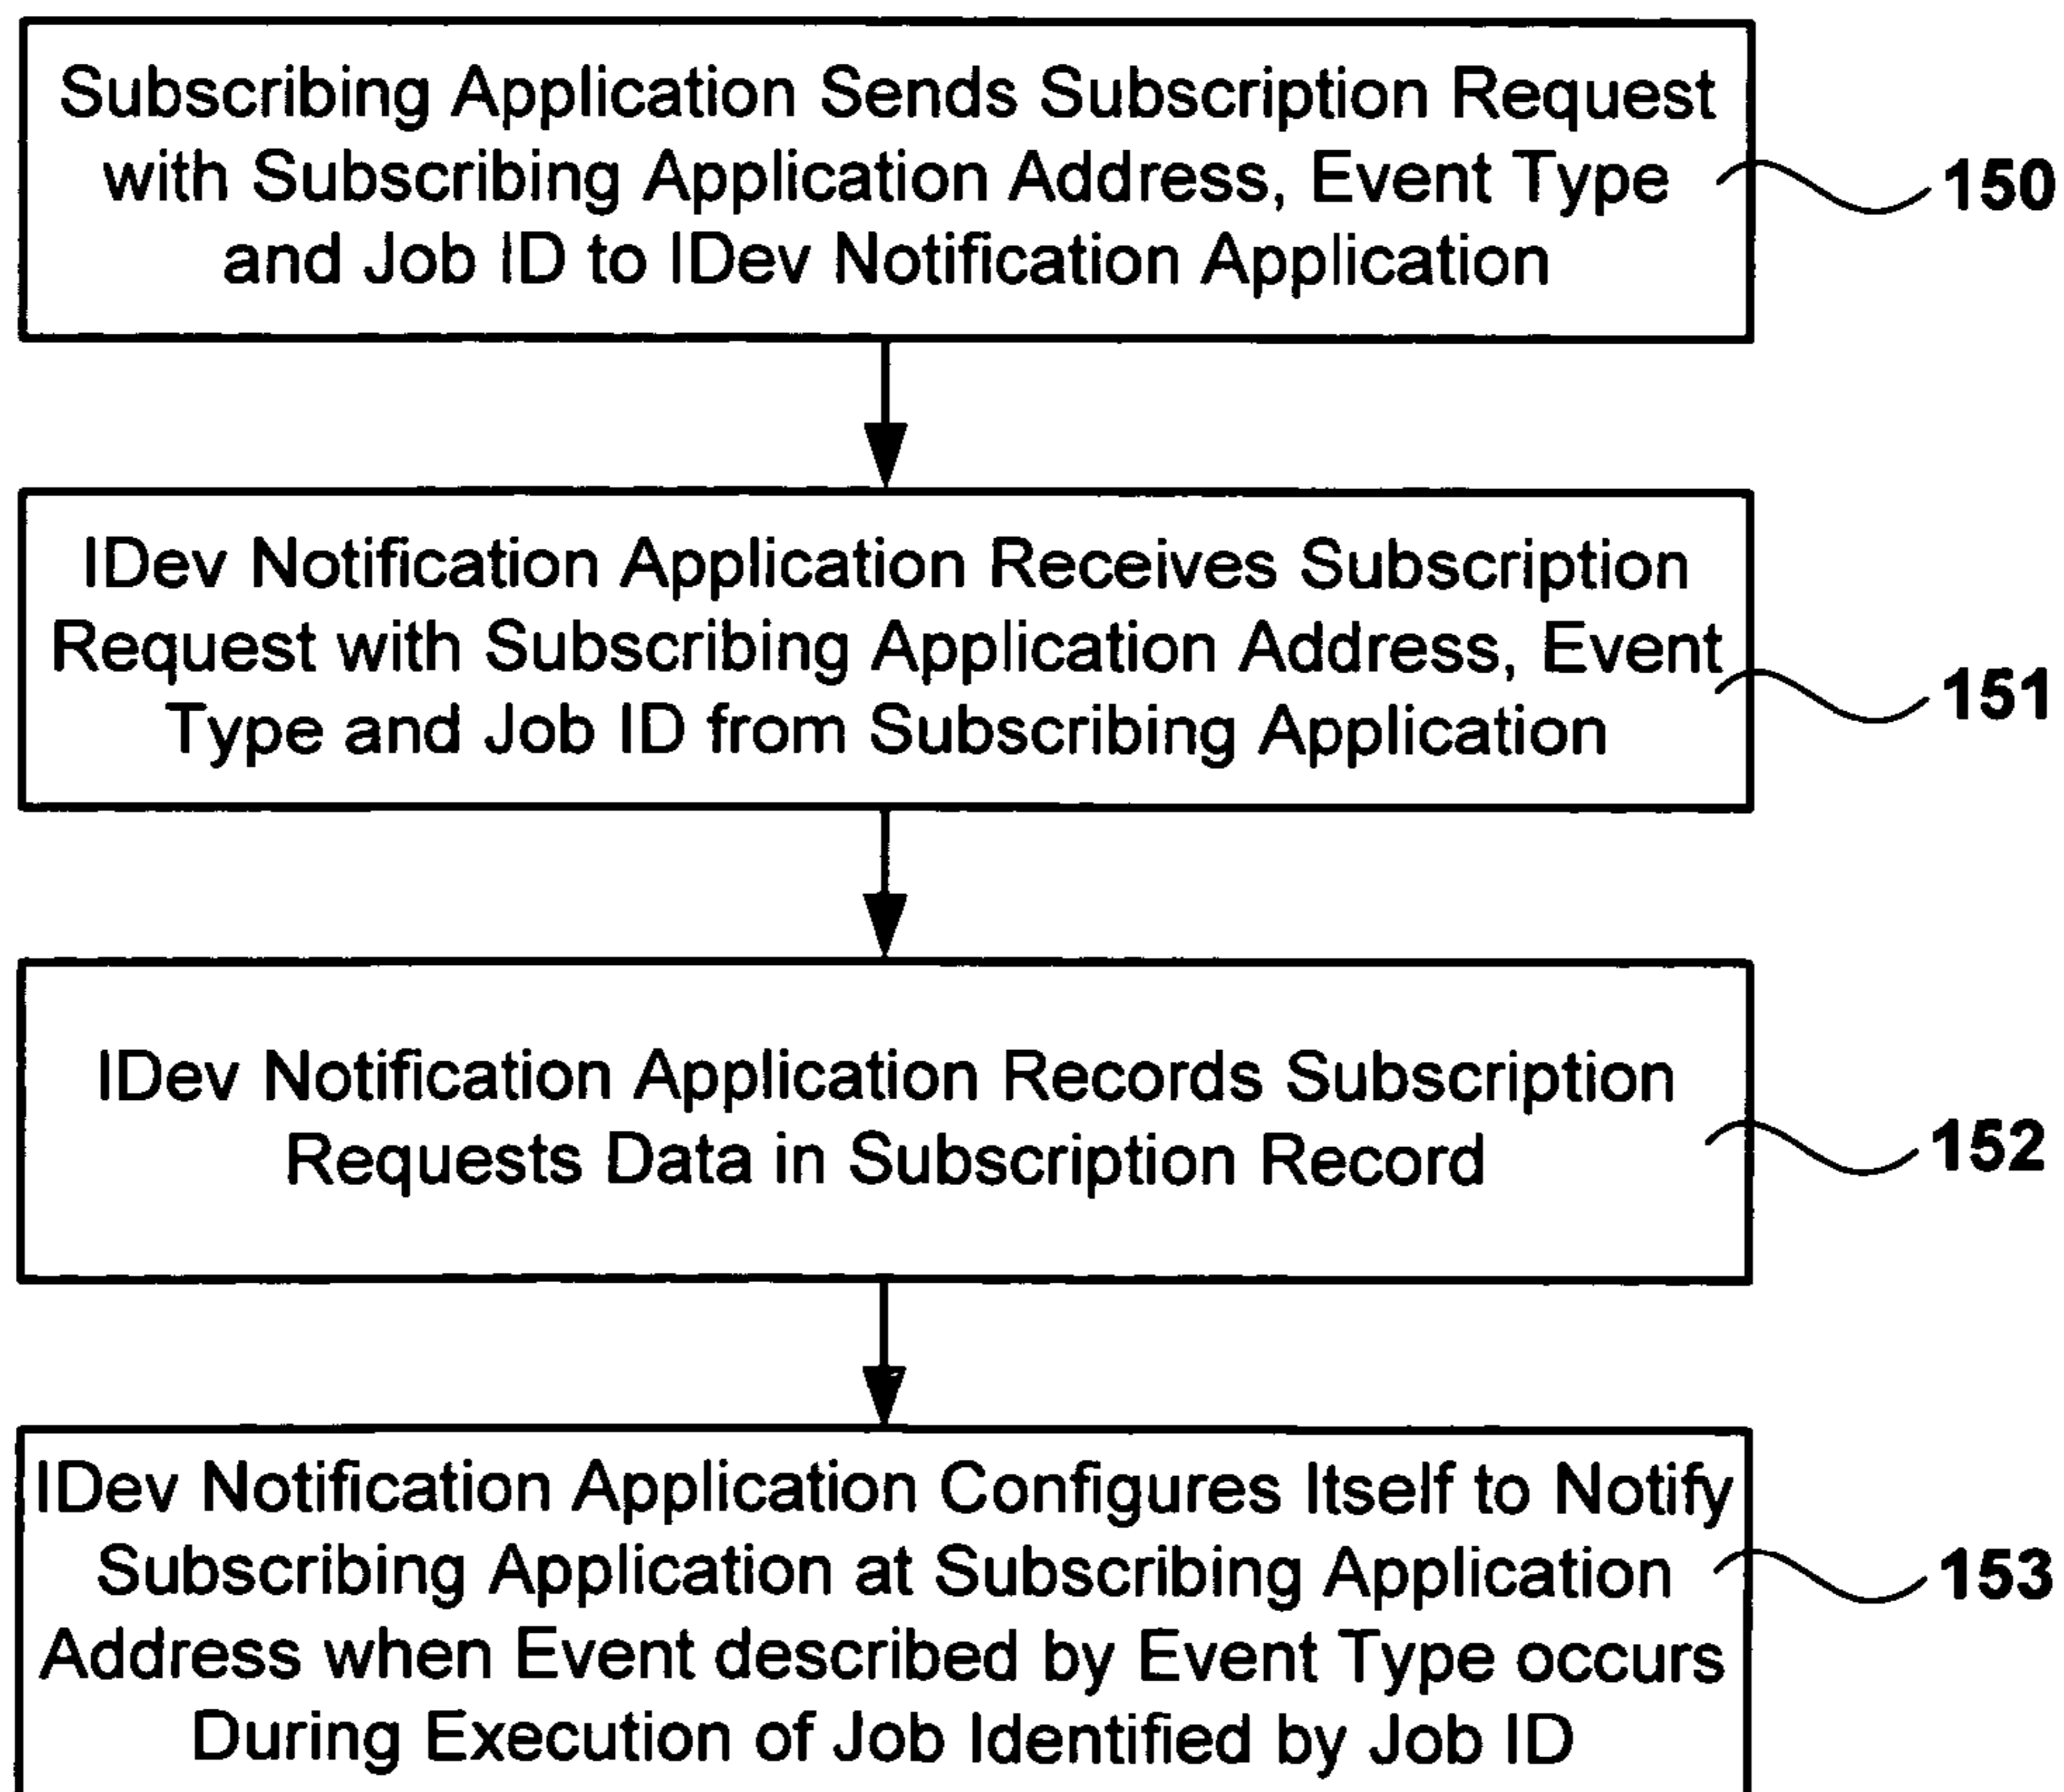 Subscribing Application Sends Subscription Request
with Subscribing Application Address, Event Type
and Job ID to IDev Notification Application
150
IDev Notification Application Receives Subscription
Request with Subscribing Application Address, Event
Type and Job ID from Subscribing Application
151
IDev Notification Application Records Subscription
Requests Data in Subscription Record
152
IDev Notification Application Configures Itself to Notify
Subscribing Application at Subscribing Application
Address when Event described by Event Type occurs
During Execution of Job Identified by Job ID
153